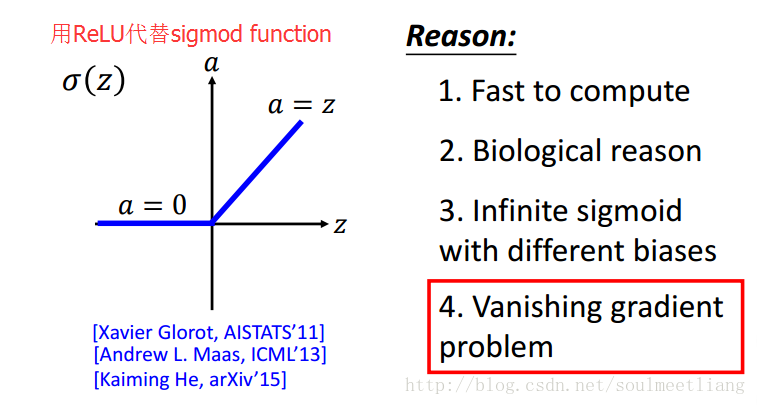 用ReLU代替sigmod function
σ(z)
a
a = z
a = 0
z
[Xavier Glorot, AISTATS’11]
[Andrew L. Maas, ICML’13]
[Kaiming He, arXiv’15]
Reason:
1. Fast to compute
2. Biological reason
3. Infinite sigmoid
with different biases
4. Vanishing gradient
problem
http://blog.csdn.net/soulmeetliang